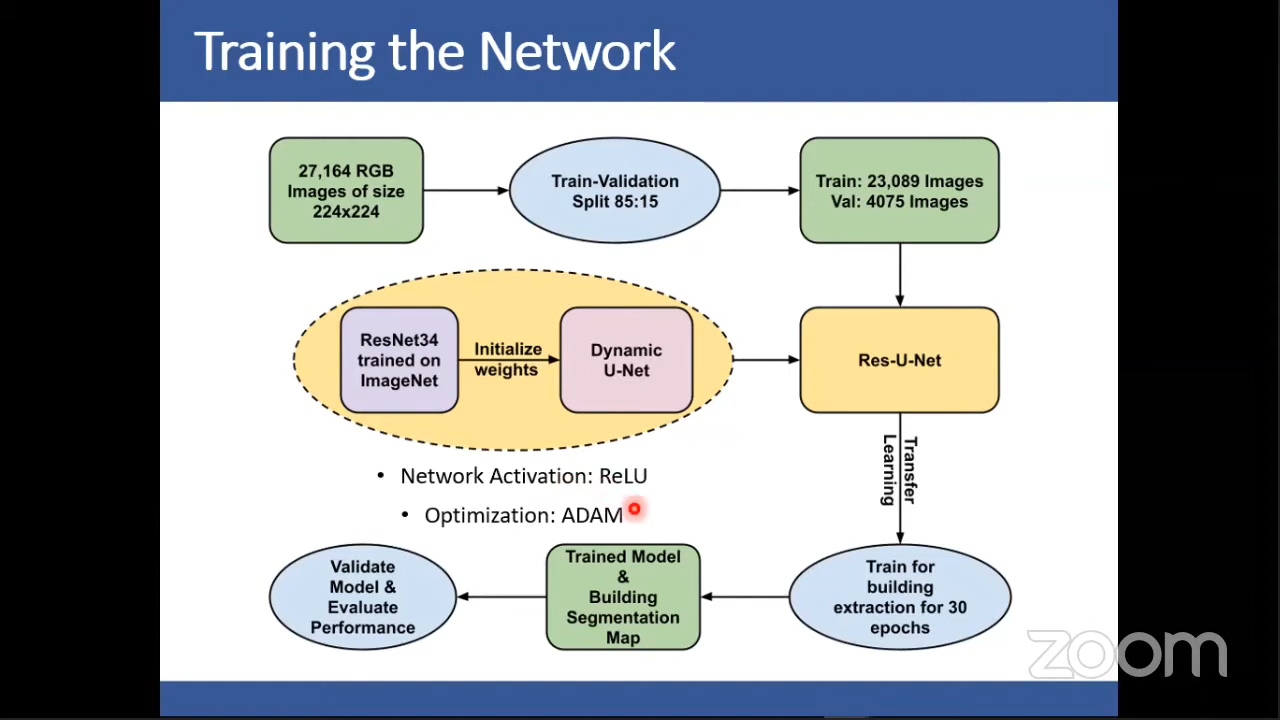 Training the Network
27,164 RGB
Images of size
224x224
Train-Validation
Split 85:15
Train: 23,089 Images
Val: 4075 Images
ResNet34
trained on
ImageNet
Initialize
weights
Dynamic
U-Net
Res-U-Net
• Network Activation: ReLU
• Optimization: ADAM
Transfer
Learning
Validate
Model &
Evaluate
Performance
Trained Model
&
Building
Segmentation
Map
Train for
building
extraction for 30
epochs
zoom